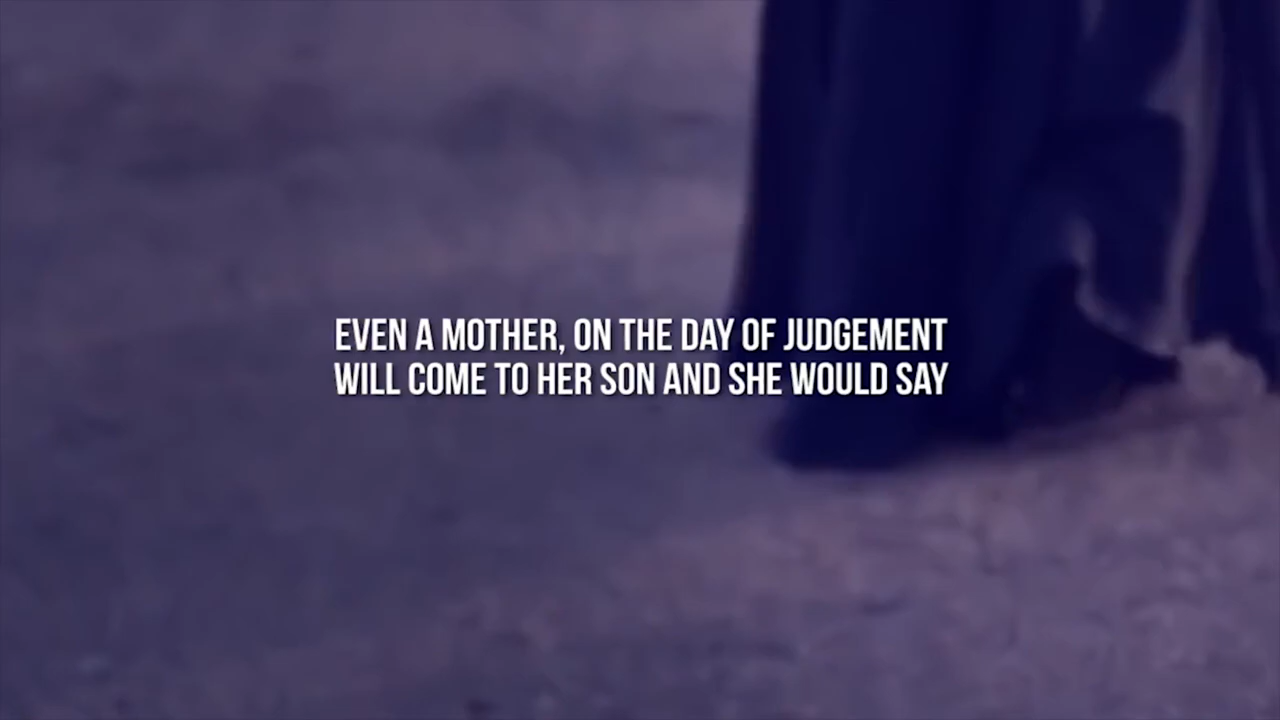 EVEN A MOTHER, ON THE DAY OF JUDGEMENT
WILL COME TO HER SON AND SHE WOULD SAY